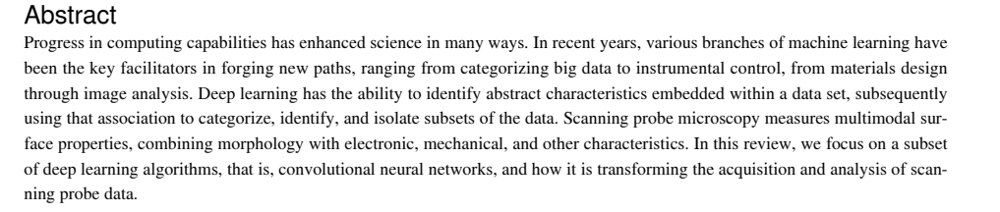 Abstract
Progress in computing capabilities has enhanced science in many ways. In recent years, various branches of machine learning have
been the key facilitators in forging new paths, ranging from categorizing big data to instrumental control, from materials design
through image analysis. Deep learning has the ability to identify abstract characteristics embedded within a data set, subsequently
using that association to categorize, identify, and isolate subsets of the data. Scanning probe microscopy measures multimodal sur-
face properties, combining morphology with electronic, mechanical, and other characteristics. In this review, we focus on a subset
of deep learning algorithms, that is, convolutional neural networks, and how it is transforming the acquisition and analysis of scan-
ning probe data.